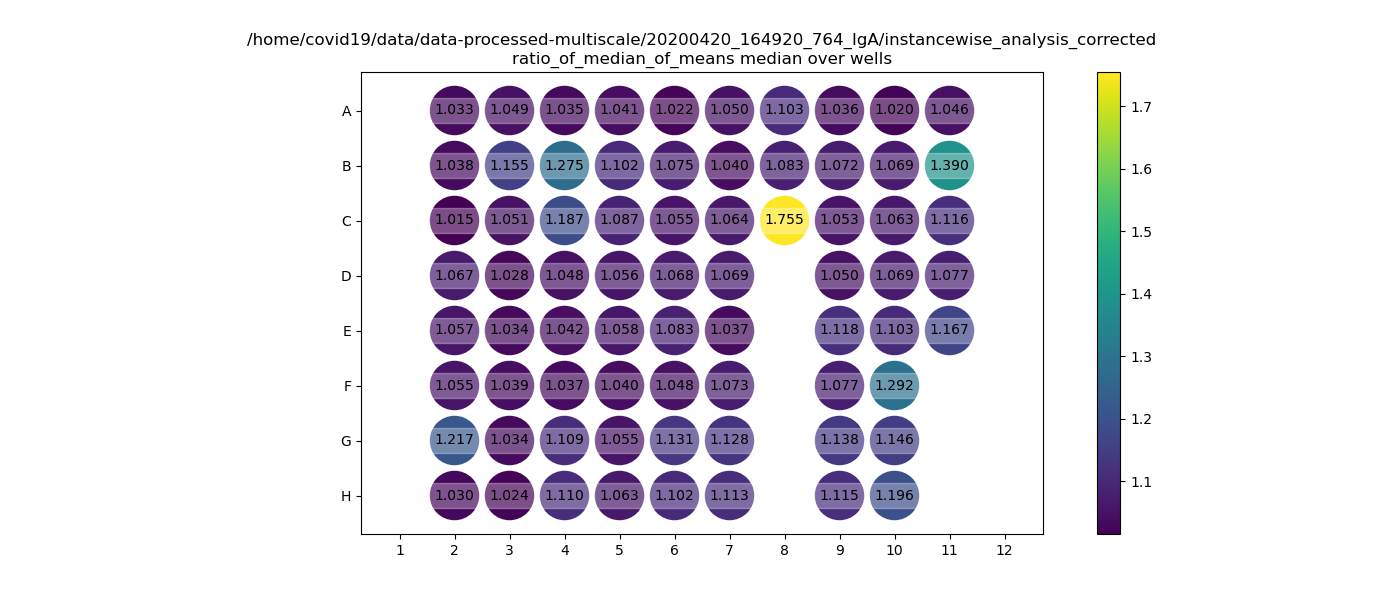 /home/covid19/data/data-processed-multiscale/20200420_164920_764_IgA/instancewise_analysis_corrected
ratio_of_median_of_means median over wells
A 1.033 1.049 1.035 1.041 1.022 1.050 1.103 1.036 1.020 1.046 1.7
B 1.038 1.155 1.275 1.102 1.075 1.040 1.083 1.072 1.069 1.390 1.6
C 1.015 1.051 1.187 1.087 1.055 1.064 1.755 1.053 1.063 1.116 1.5
D 1.067 1.028 1.048 1.056 1.068 1.069 1.050 1.069 1.077 1.4
E 1.057 1.034 1.042 1.058 1.083 1.037 1.118 1.103 1.167 1.3
F 1.055 1.039 1.037 1.040 1.048 1.073 1.077 1.292 1.2
G 1.217 1.034 1.109 1.055 1.131 1.128 1.138 1.146 1.1
H 1.030 1.024 1.110 1.063 1.102 1.113 1.115 1.196
1 2 3 4 5 6 7 8 9 10 11 12